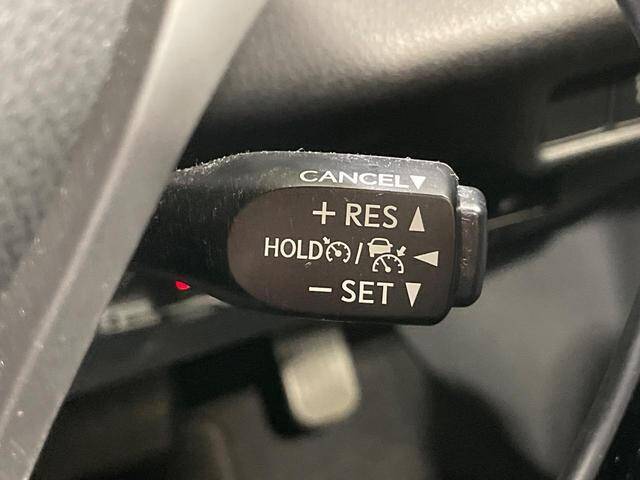 CANCEL▼
+ RES ▲
HOLD / ◀
− SET ▼